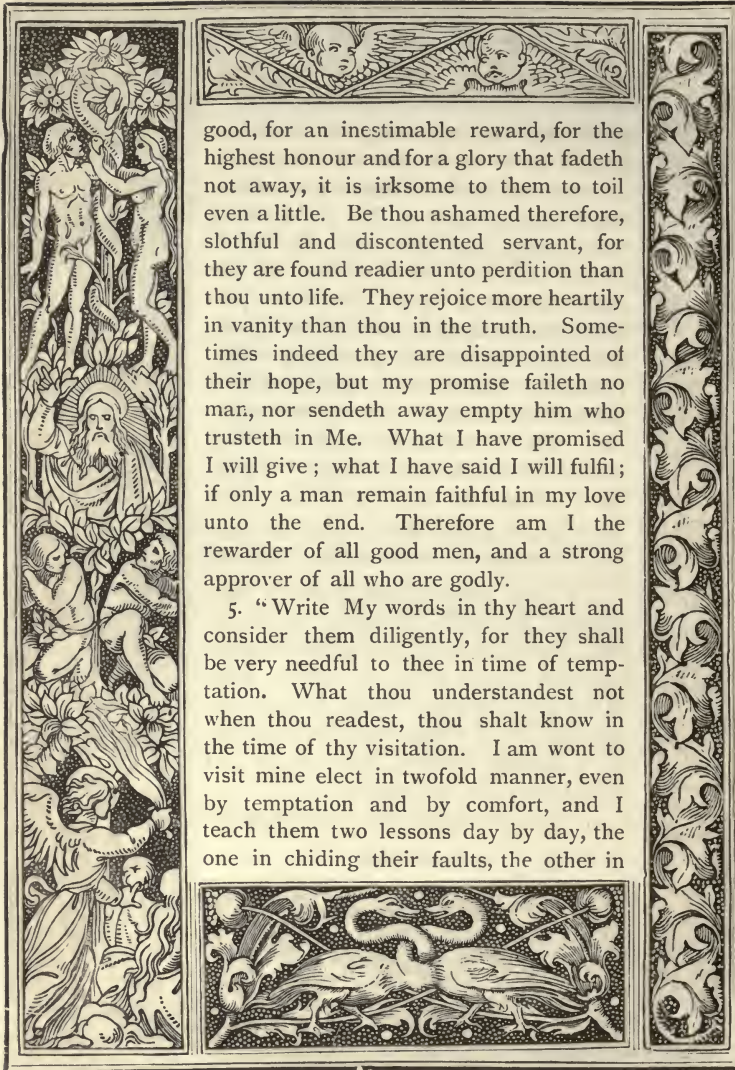 good, for an inestimable reward, for the
highest honour and for a glory that fadeth
not away, it is irksome to them to toil
even a little. Be thou ashamed therefore,
slothful and discontented servant, for
they are found readier unto perdition than
thou unto life. They rejoice more heartily
in vanity than thou in the truth. Some-
times indeed they are disappointed of
their hope, but my promise faileth no
man, nor sendeth away empty him who
trusteth in Me. What I have promised
I will give ; what I have said I will fulfil ;
if only a man remain faithful in my love
unto the end. Therefore am I the
rewarder of all good men, and a strong
approver of all who are godly.
5. “ Write My words in thy heart and
consider them diligently, for they shall
be very needful to thee in time of temp-
tation. What thou understandest not
when thou readest, thou shalt know in
the time of thy visitation. I am wont to
visit mine elect in twofold manner, even
by temptation and by comfort, and I
teach them two lessons day by day, the
one in chiding their faults, the other in